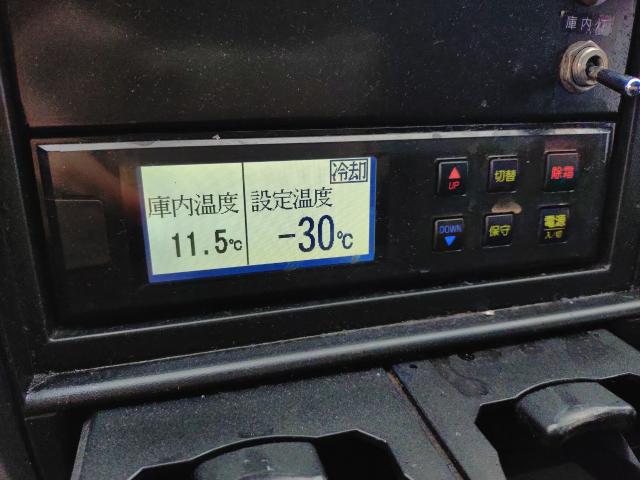 庫内灯
冷却
庫内温度 設定温度
11.5℃ -30℃
UP 切替 除霜
DOWN 保守 電源
入/切